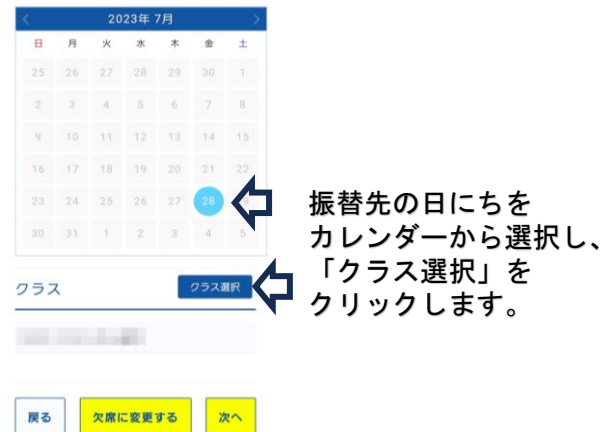 2023年 7月
日 月 火 水 木 金 土
25 26 27 28 29 30 1
2 3 4 5 6 7 8
9 10 11 12 13 14 15
16 17 18 19 20 21 22
23 24 25 26 27 28 9
30 31 1 2 3 4 5
振替先の日にちを
カレンダーから選択し、
「クラス選択」を
クリックします。
クラス クラス選択
戻る 欠席に変更する 次へ